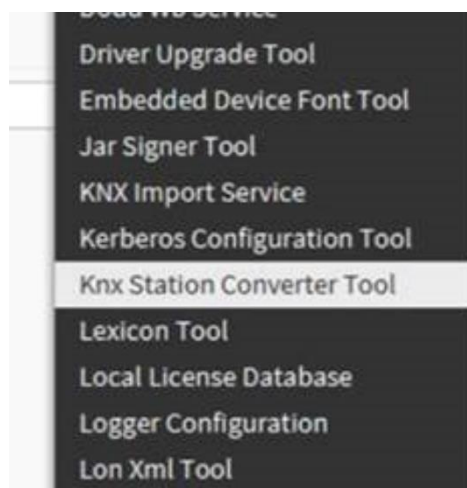 Driver Upgrade Tool
Embedded Device Font Tool
Jar Signer Tool
KNX Import Service
Kerberos Configuration Tool
Knx Station Converter Tool
Lexicon Tool
Local License Database
Logger Configuration
Lon Xml Tool